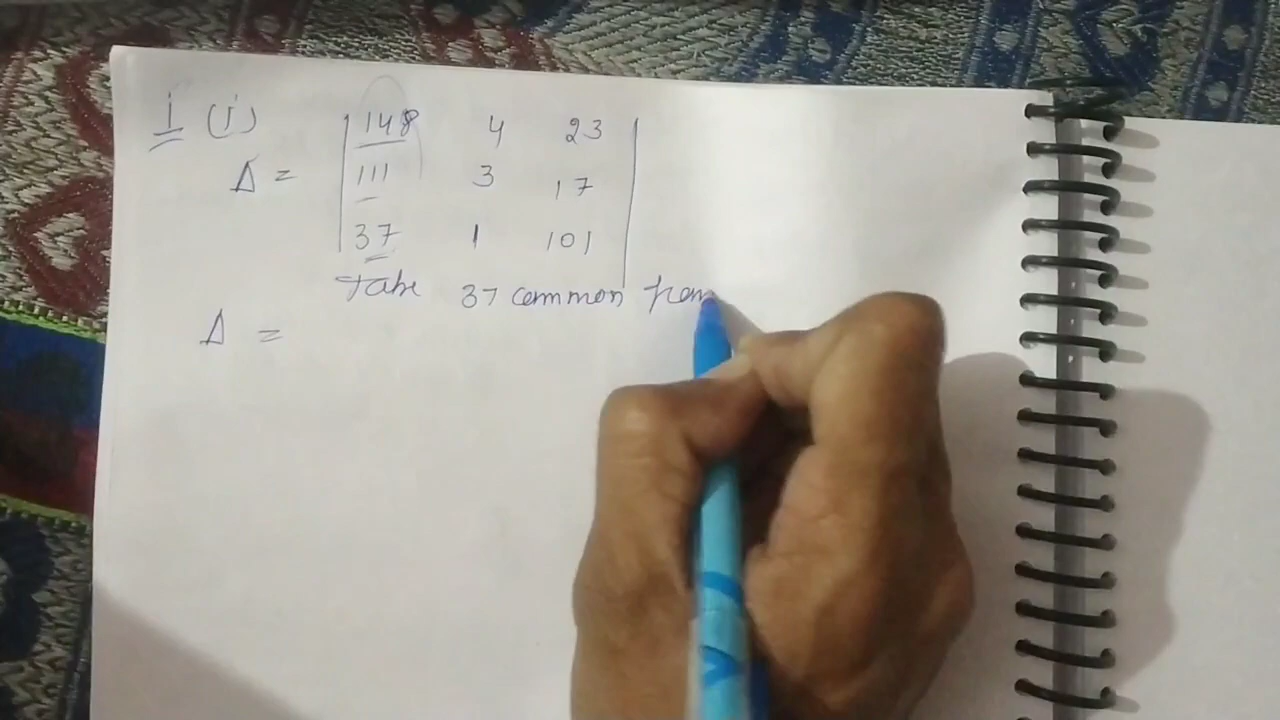 1 (i)
148 4 23
Δ = 111 3 17
37 1 101
Take 37 common from
Δ =